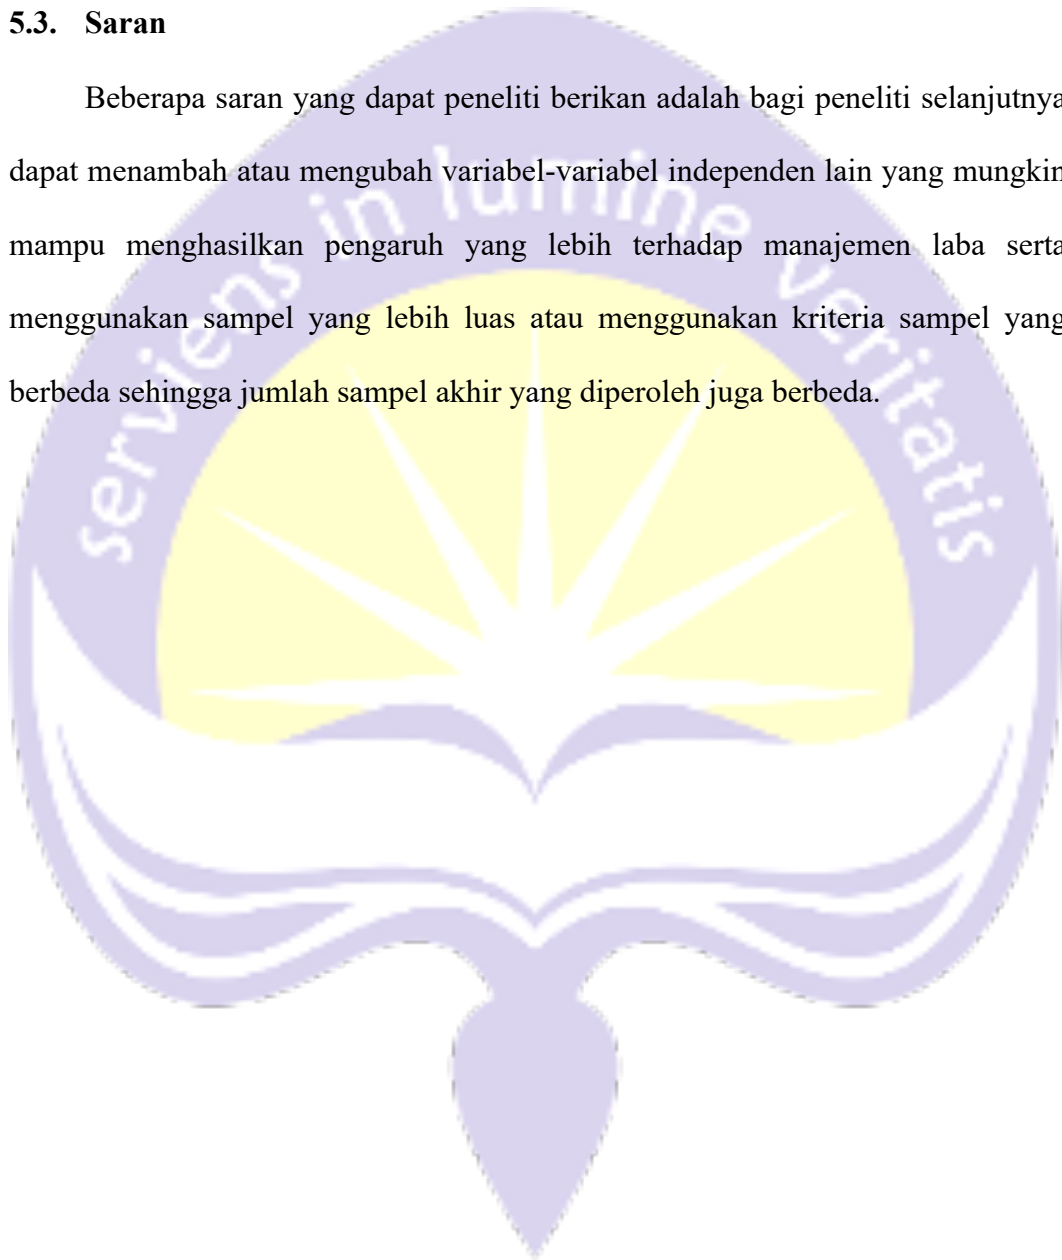 5.3. Saran
Beberapa saran yang dapat peneliti berikan adalah bagi peneliti selanjutnya
dapat menambah atau mengubah variabel-variabel independen lain yang mungkin
mampu menghasilkan pengaruh yang lebih terhadap manajemen laba serta
menggunakan sampel yang lebih luas atau menggunakan kriteria sampel yang
berbeda sehingga jumlah sampel akhir yang diperoleh juga berbeda.
serviens in lumine veritatis